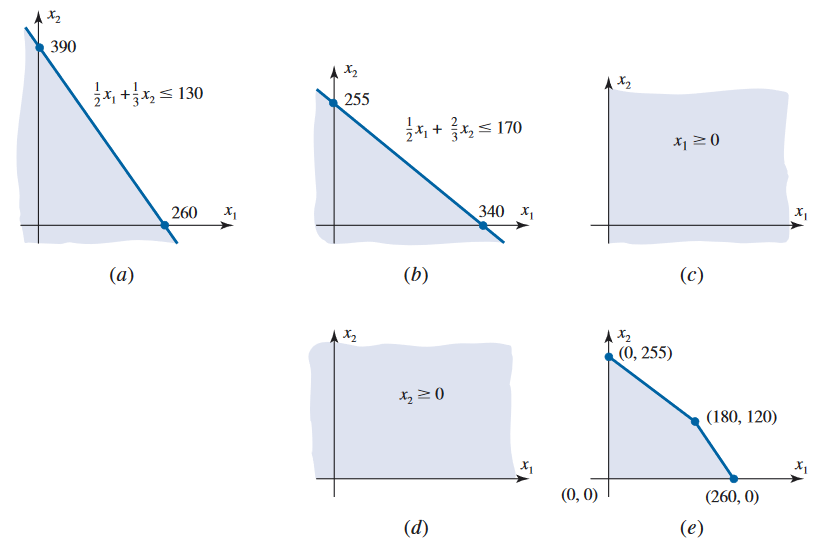 x₂
390
½x₁ + ⅓x₂ ≤ 130
260 x₁
(a)
x₂
255
½x₁ + ⅔x₂ ≤ 170
340 x₁
(b)
x₂
x₁ ≥ 0
x₁
(c)
x₂
x₂ ≥ 0
x₁
(d)
x₂
(0, 255)
(180, 120)
x₁
(0, 0) (260, 0)
(e)